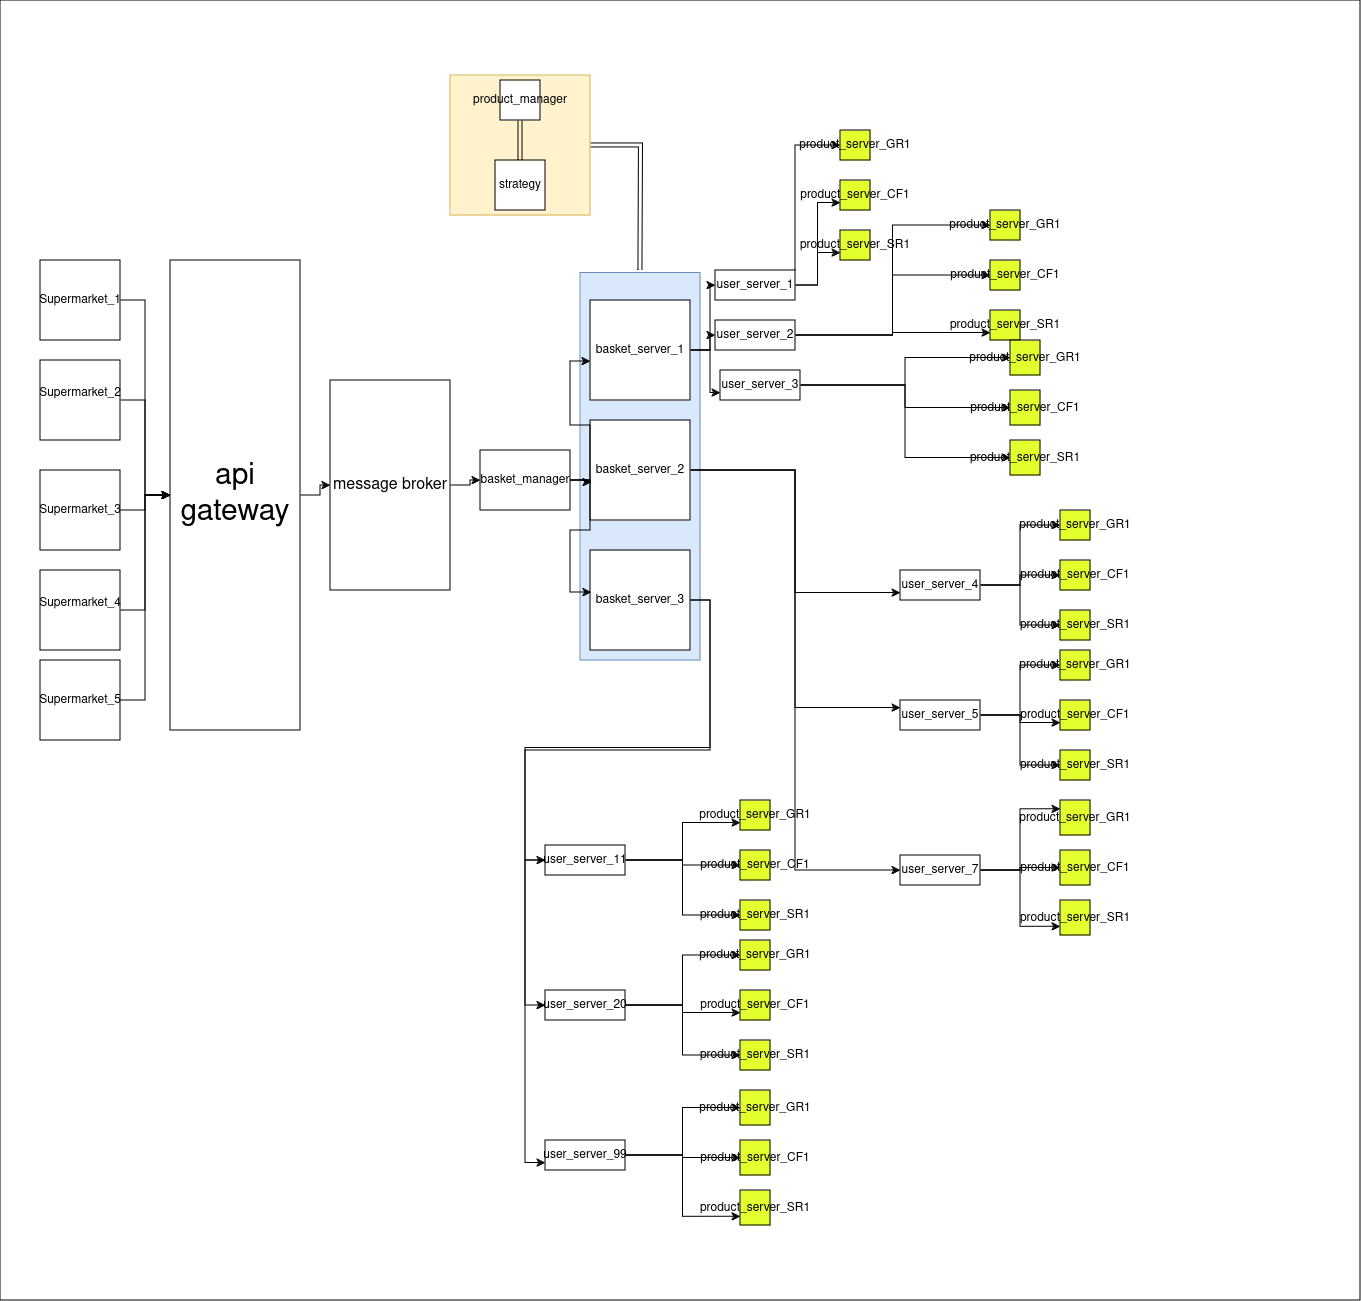 product_manager
strategy
Supermarket_1
Supermarket_2
Supermarket_3
Supermarket_4
Supermarket_5
api
gateway
message broker
basket_manager
basket_server_1
basket_server_2
basket_server_3
user_server_1
user_server_2
user_server_3
product_server_GR1
product_server_CF1
product_server_SR1
product_server_GR1
product_server_CF1
product_server_SR1
product_server_GR1
product_server_CF1
product_server_SR1
user_server_4
product_server_GR1
product_server_CF1
product_server_SR1
user_server_5
product_server_GR1
product_server_CF1
product_server_SR1
user_server_7
product_server_GR1
product_server_CF1
product_server_SR1
user_server_11
product_server_GR1
product_server_CF1
product_server_SR1
user_server_20
product_server_GR1
product_server_CF1
product_server_SR1
user_server_99
product_server_GR1
product_server_CF1
product_server_SR1